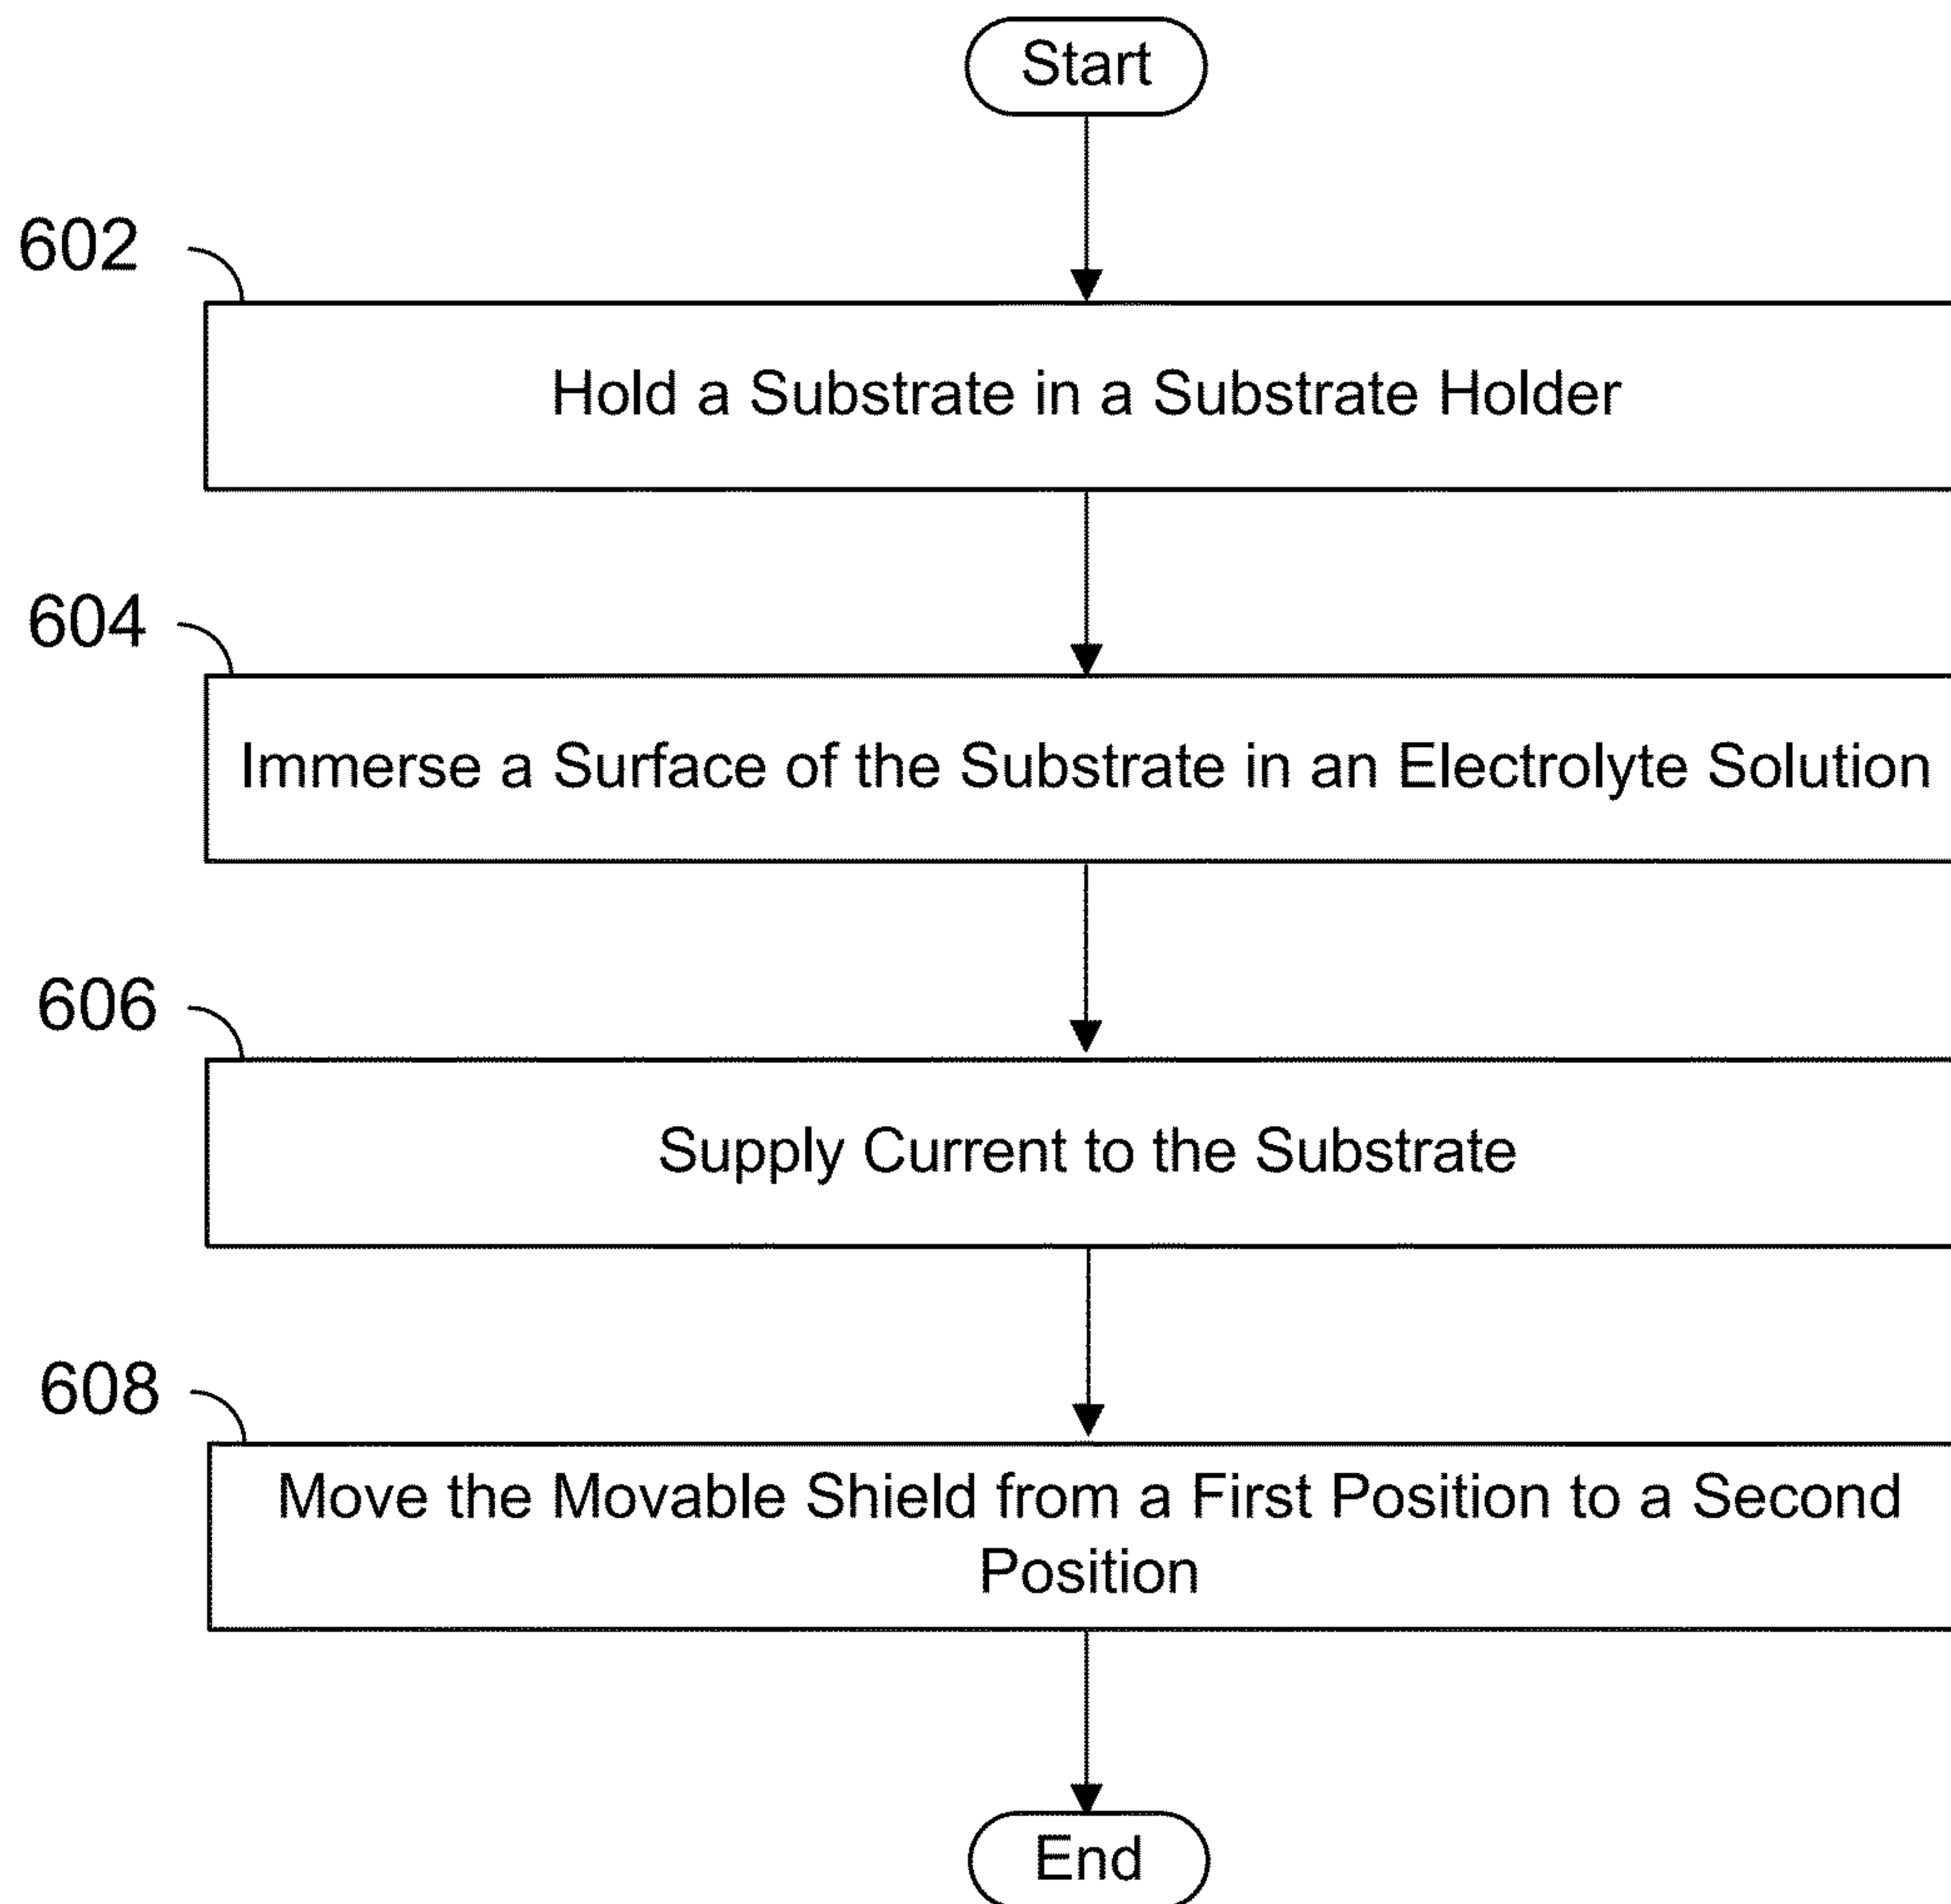 Start
602
Hold a Substrate in a Substrate Holder
604
Immerse a Surface of the Substrate in an Electrolyte Solution
606
Supply Current to the Substrate
608
Move the Movable Shield from a First Position to a Second
Position
End